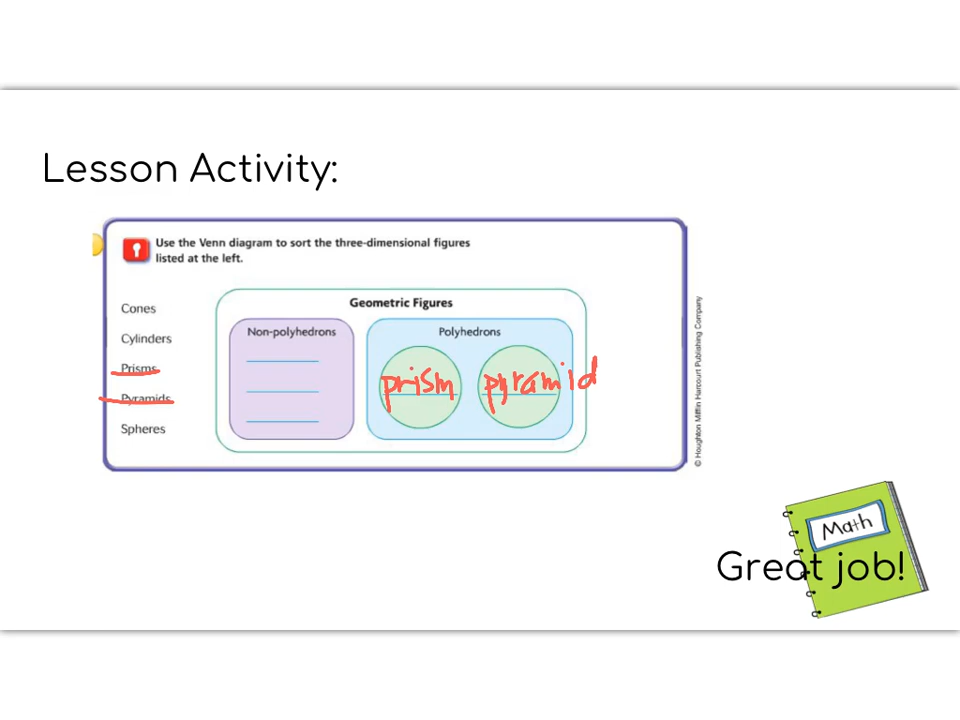 Lesson Activity:
Use the Venn diagram to sort the three-dimensional figures
listed at the left.
Cones
Cylinders
Prisms
Pyramids
Spheres
Geometric Figures
Non-polyhedrons
Polyhedrons
prism
pyramid
© Houghton Mifflin Harcourt Publishing Company
Math
Great job!